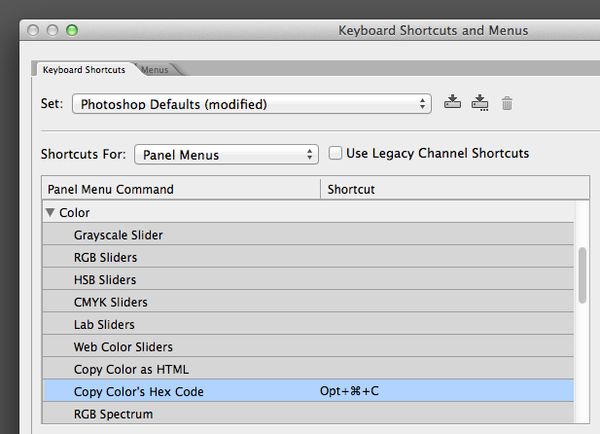 Keyboard Shortcuts and Menus
Keyboard Shortcuts Menus
Set: Photoshop Defaults (modified)
Shortcuts For: Panel Menus Use Legacy Channel Shortcuts
Panel Menu Command Shortcut
Color
Grayscale Slider
RGB Sliders
HSB Sliders
CMYK Sliders
Lab Sliders
Web Color Sliders
Copy Color as HTML
Copy Color's Hex Code Opt+⌘+C
RGB Spectrum